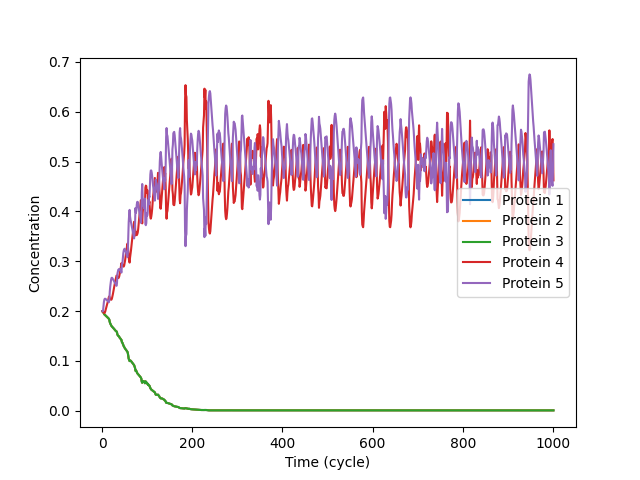 0.7
0.6
0.5
0.4
0.3
0.2
0.1
0.0
Concentration
Protein 1
Protein 2
Protein 3
Protein 4
Protein 5
0 200 400 600 800 1000
Time (cycle)